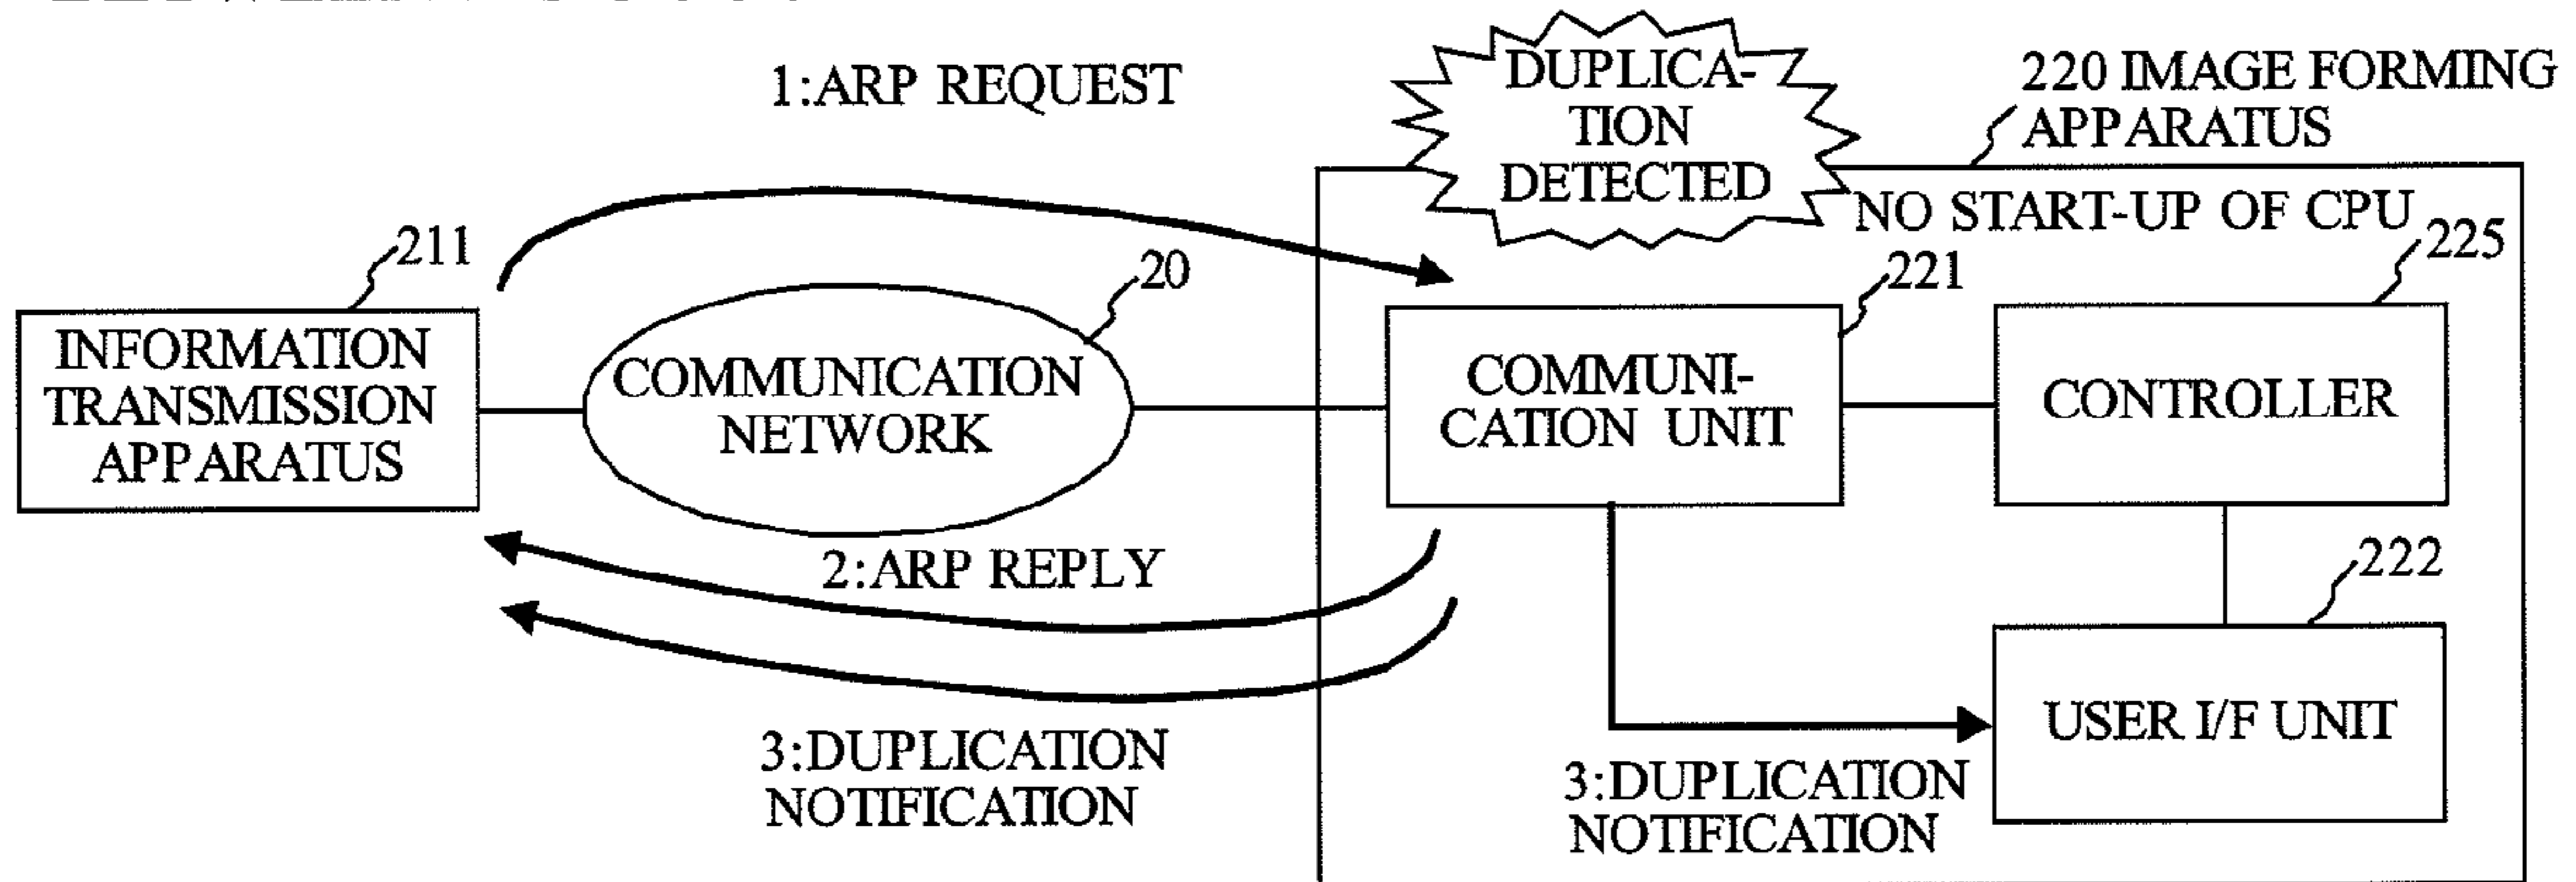 1:ARP REQUEST
DUPLICA-
TION
DETECTED
220 IMAGE FORMING
APPARATUS
NO START-UP OF CPU
211
20
221
225
INFORMATION
TRANSMISSION
APPARATUS
COMMUNICATION
NETWORK
COMMUNI-
CATION UNIT
CONTROLLER
2:ARP REPLY
222
3:DUPLICATION
NOTIFICATION
3:DUPLICATION
NOTIFICATION
USER I/F UNIT